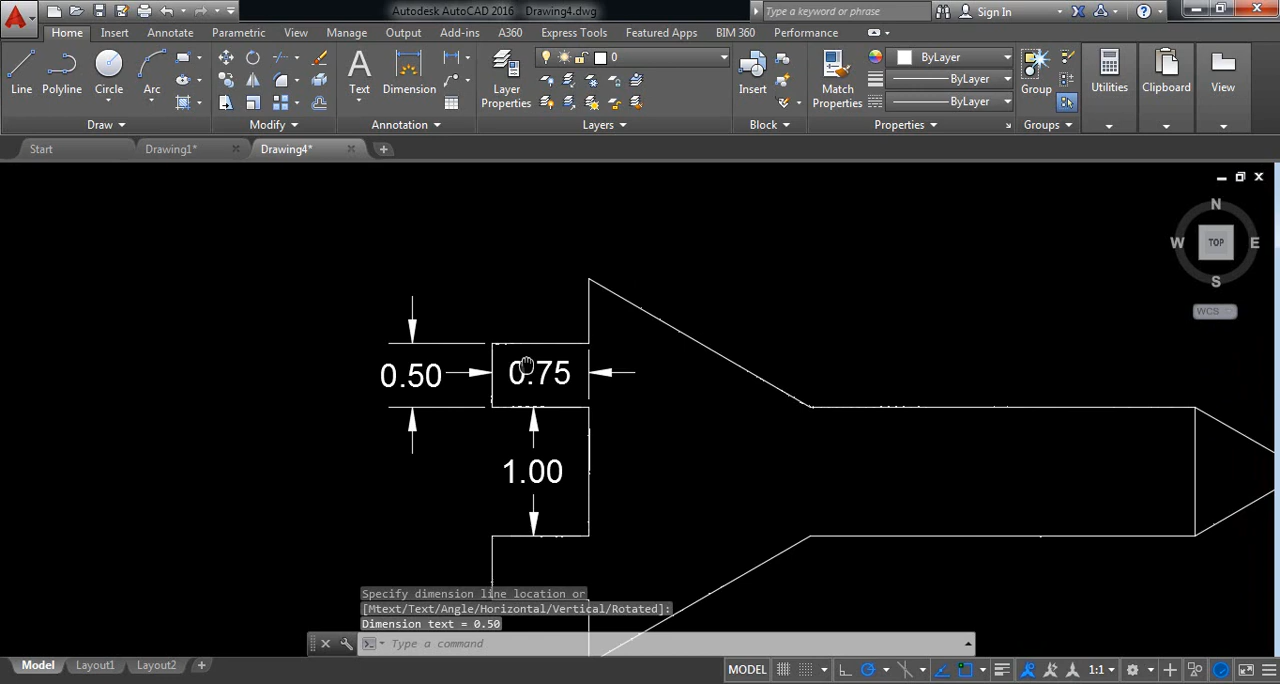 Autodesk AutoCAD 2016 Drawing4.dwg
Type a keyword or phrase
Sign In
Home Insert Annotate Parametric View Manage Output Add-ins A360 Express Tools Featured Apps BIM 360 Performance
0
ByLayer
ByLayer
ByLayer
Line Polyline Circle Arc Text Dimension Layer Properties Insert Match Properties Group Utilities Clipboard View
Draw Modify Annotation Layers Block Properties Groups
Start Drawing1* Drawing4*
N
W TOP E
S
WCS
0.50
0.75
1.00
Specify dimension line location or
[Mtext/Text/Angle/Horizontal/Vertical/Rotated]:
Dimension text = 0.50
Type a command
Model Layout1 Layout2
MODEL 1:1